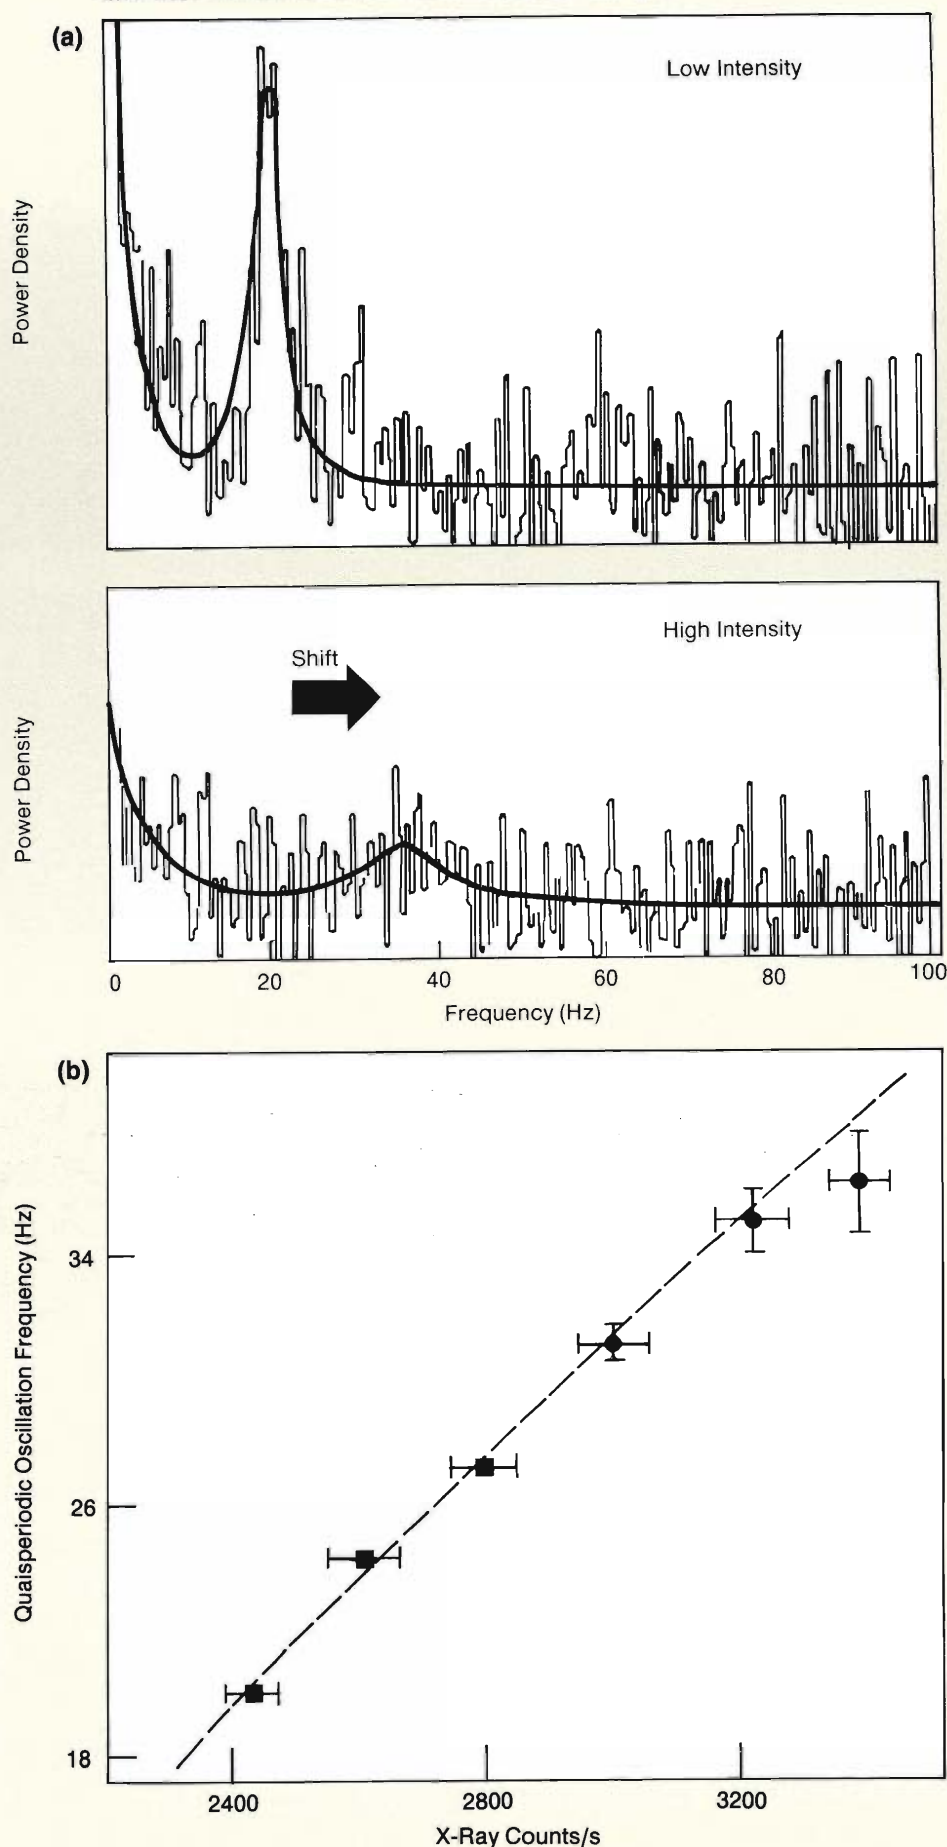 (a)
Low Intensity
Power Density
High Intensity
Shift
Power Density
0 20 40 60 80 100
Frequency (Hz)
(b)
Quaisperiodic Oscillation Frequency (Hz)
34
26
18
2400 2800 3200
X-Ray Counts/s